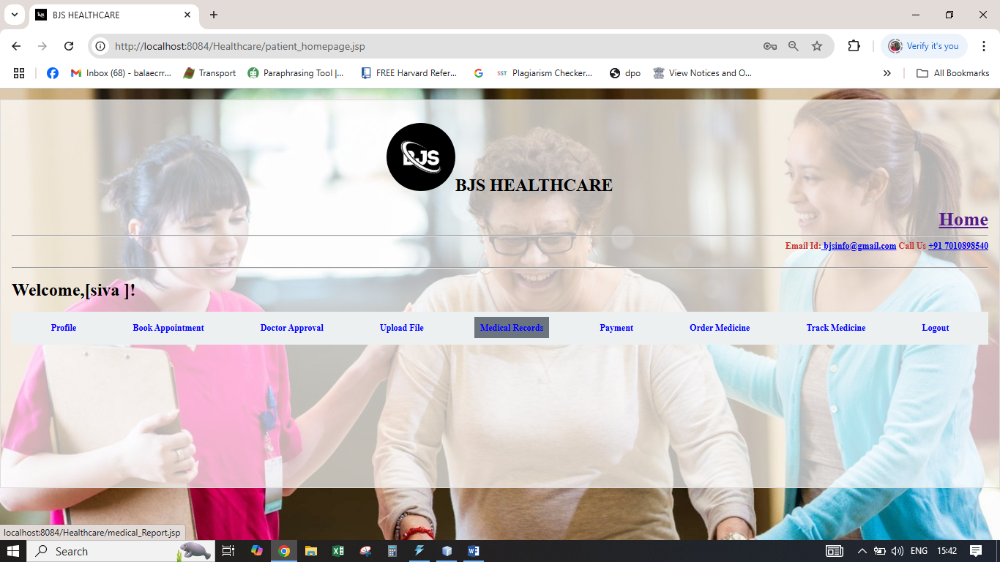 BJS HEALTHCARE
http://localhost:8084/Healthcare/patient_homepage.jsp
Verify it's you
Inbox (68) - balaecrr...
Transport
Paraphrasing Tool |...
FREE Harvard Refer...
SST
Plagiarism Checker...
dpo
View Notices and O...
All Bookmarks
BJS
BJS HEALTHCARE
Home
Email Id: bjsinfo@gmail.com Call Us +91 7010898540
Welcome,[siva ]!
Profile Book Appointment Doctor Approval Upload File Medical Records Payment Order Medicine Track Medicine Logout
localhost:8084/Healthcare/medical_Report.jsp
Search
ENG
15:42